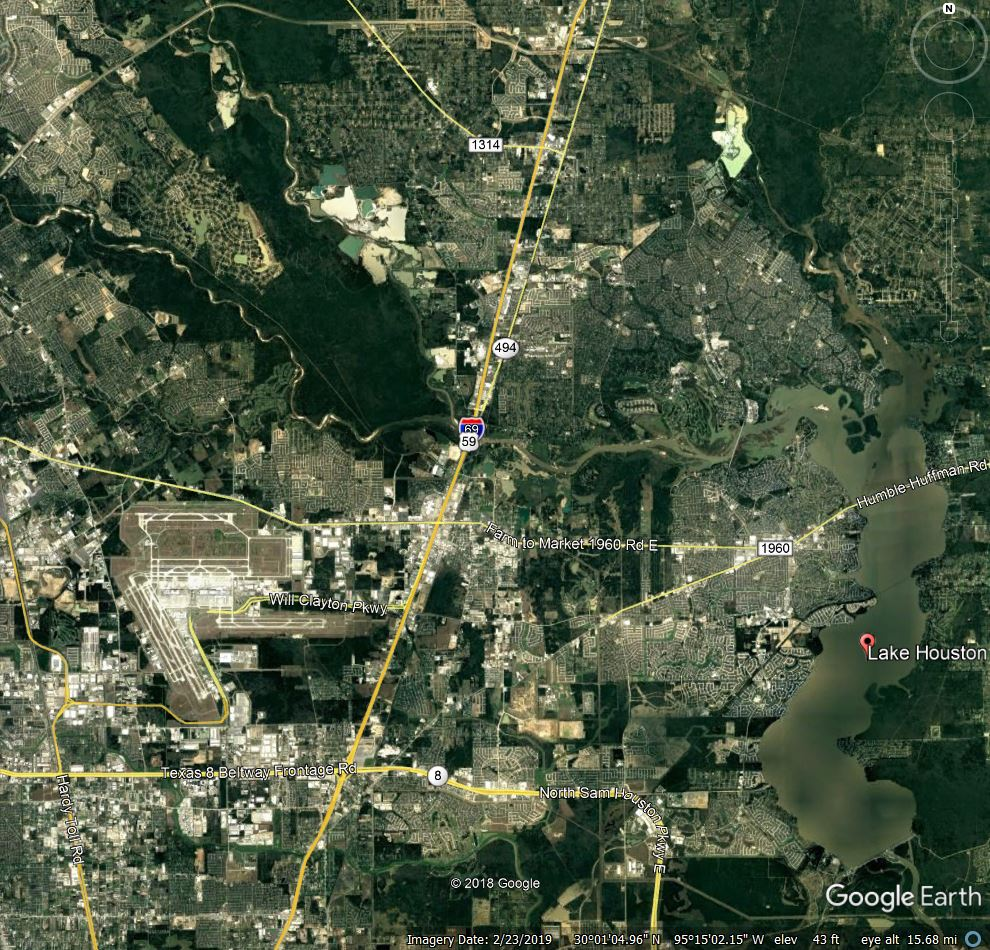 N
1314
494
69
59
Humble-Huffman Rd
Farm to Market 1960 Rd E
1960
Will Clayton Pkwy
Lake Houston
Texas 8 Beltway Frontage Rd
8
North Sam Houston Pkwy E
Hardy Toll Rd
© 2018 Google
Google Earth
Imagery Date: 2/23/2019 30°01'04.96" N 95°15'02.15" W elev 43 ft eye alt 15.68 mi